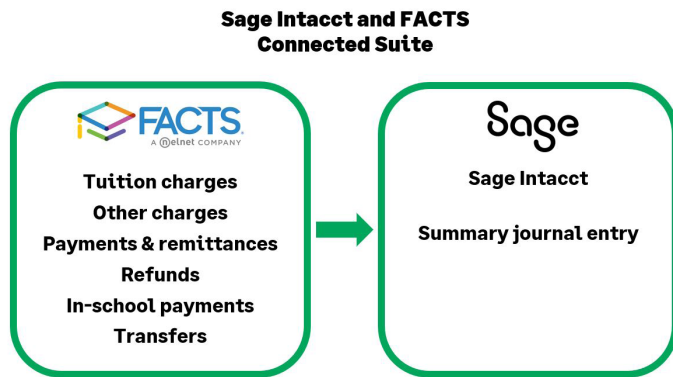 Sage Intacct and FACTS
Connected Suite
FACTS
A nelnet COMPANY
Tuition charges
Other charges
Payments & remittances
Refunds
In-school payments
Transfers
Sage
Sage Intacct
Summary journal entry